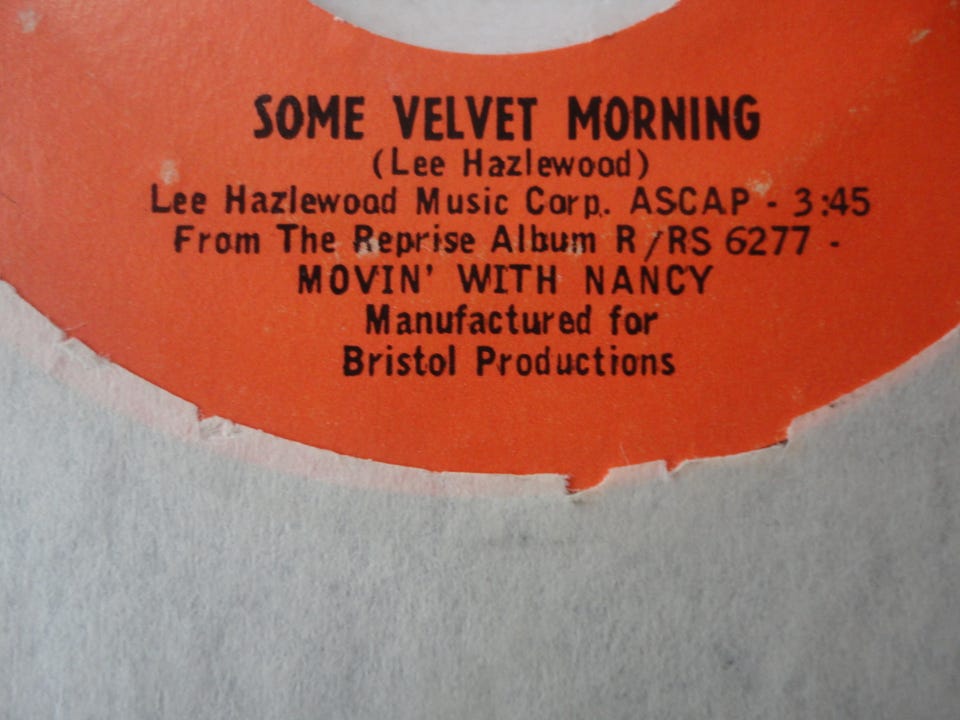 SOME VELVET MORNING
(Lee Hazlewood)
Lee Hazlewood Music Corp. ASCAP - 3:45
From The Reprise Album R/RS 6277 -
MOVIN' WITH NANCY
Manufactured for
Bristol Productions